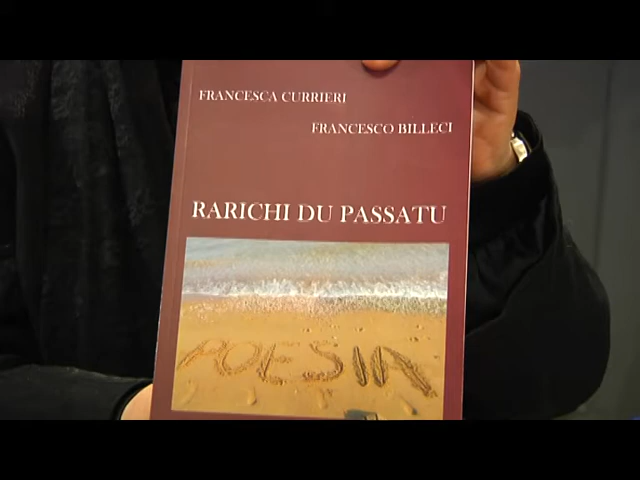 FRANCESCA CURRIERI
FRANCESCO BILLECI
RARICHI DU PASSATU
POESIA